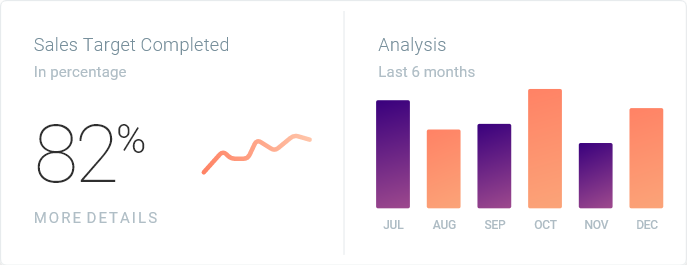 Sales Target Completed
In percentage
82%
MORE DETAILS
Analysis
Last 6 months
JUL AUG SEP OCT NOV DEC